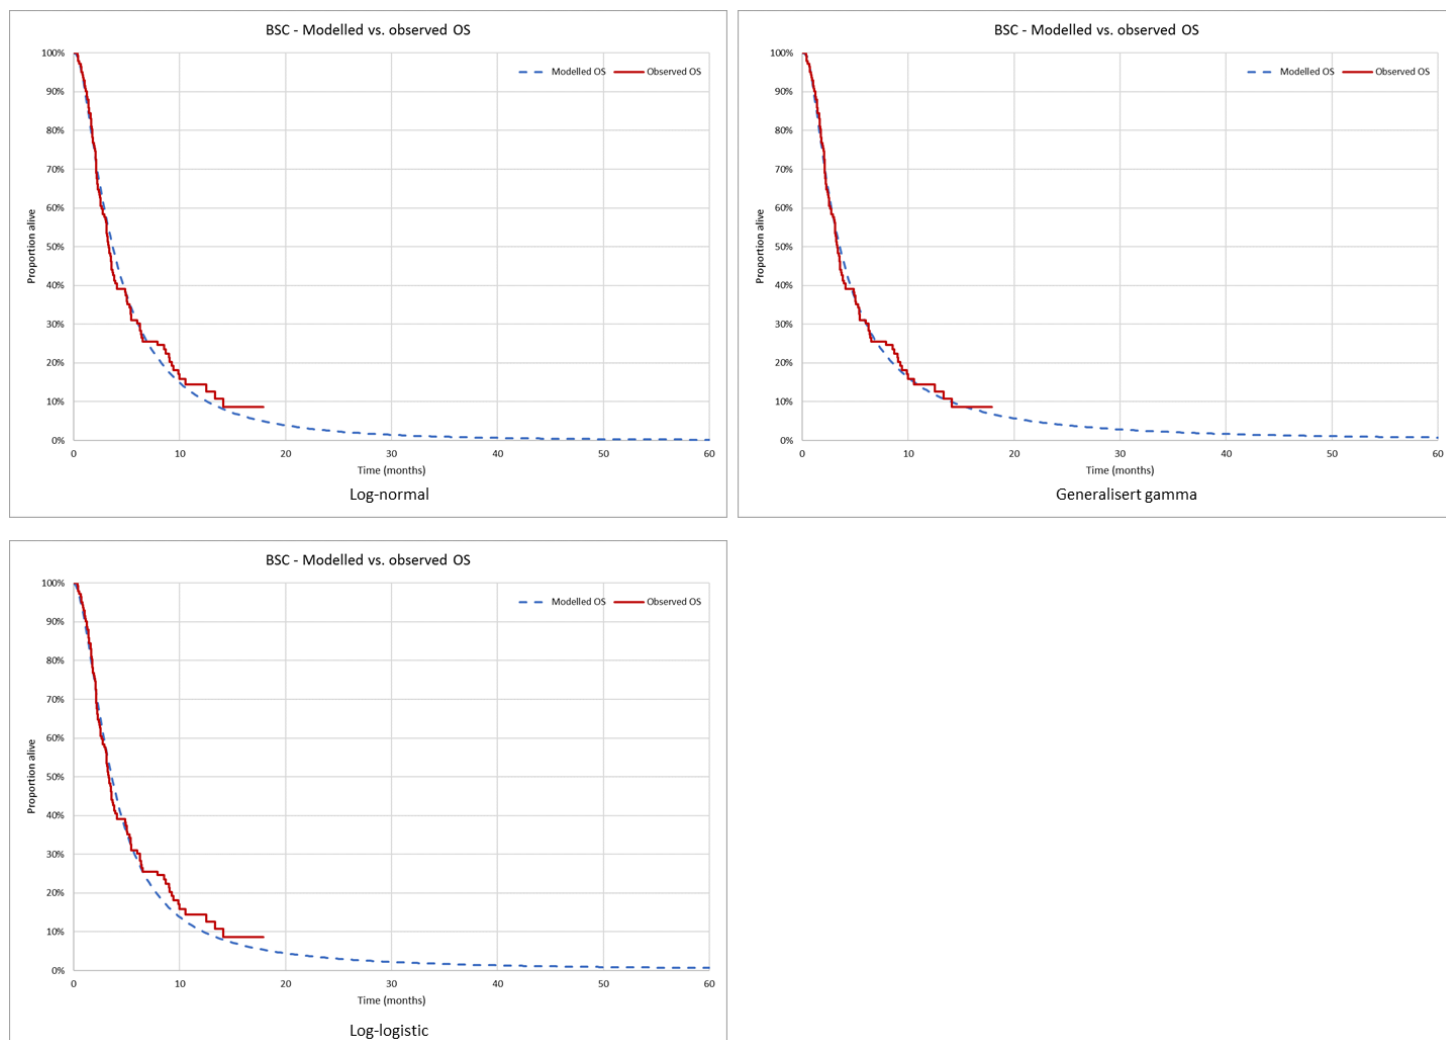 BSC - Modelled vs. observed OS
Modelled OS Observed OS
100%
90%
80%
70%
60%
50%
40%
30%
20%
10%
0%
Proportion alive
0 10 20 30 40 50 60
Time (months)
Log-normal
BSC - Modelled vs. observed OS
Modelled OS Observed OS
100%
90%
80%
70%
60%
50%
40%
30%
20%
10%
0%
Proportion alive
0 10 20 30 40 50 60
Time (months)
Generalisert gamma
BSC - Modelled vs. observed OS
Modelled OS Observed OS
100%
90%
80%
70%
60%
50%
40%
30%
20%
10%
0%
Proportion alive
0 10 20 30 40 50 60
Time (months)
Log-logistic